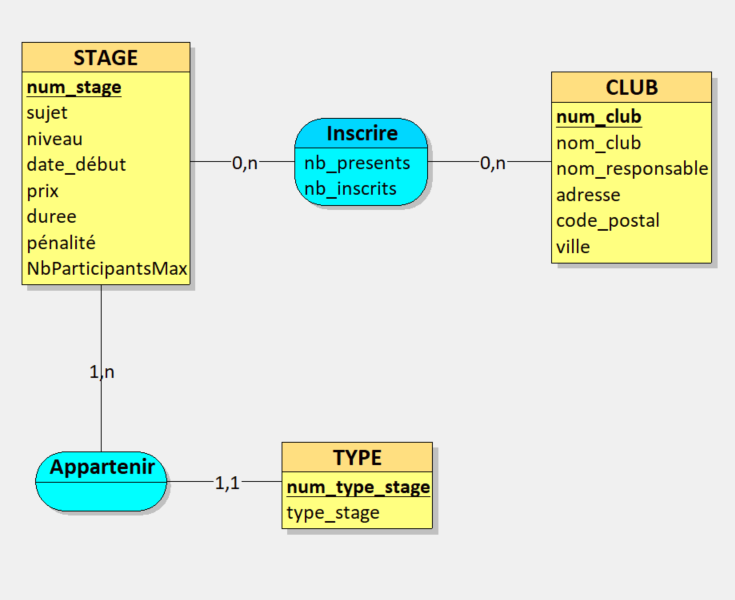 STAGE
num_stage
sujet
niveau
date_début
prix
duree
pénalité
NbParticipantsMax
0,n
Inscrire
nb_presents
nb_inscrits
0,n
CLUB
num_club
nom_club
nom_responsable
adresse
code_postal
ville
1,n
Appartenir
1,1
TYPE
num_type_stage
type_stage